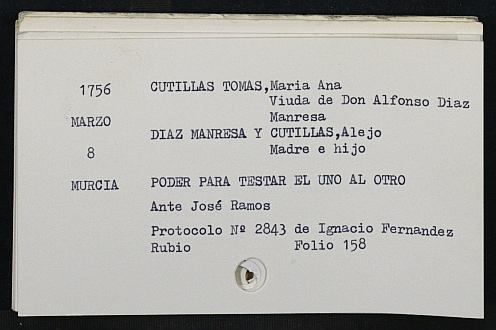 1756 CUTILLAS TOMAS,Maria Ana
Viuda de Don Alfonso Diaz
MARZO Manresa
DIAZ MANRESA Y CUTILLAS,Alejo
8 Madre e hijo
MURCIA PODER PARA TESTAR EL UNO AL OTRO
Ante José Ramos
Protocolo Nº 2843 de Ignacio Fernandez
Rubio Folio 158